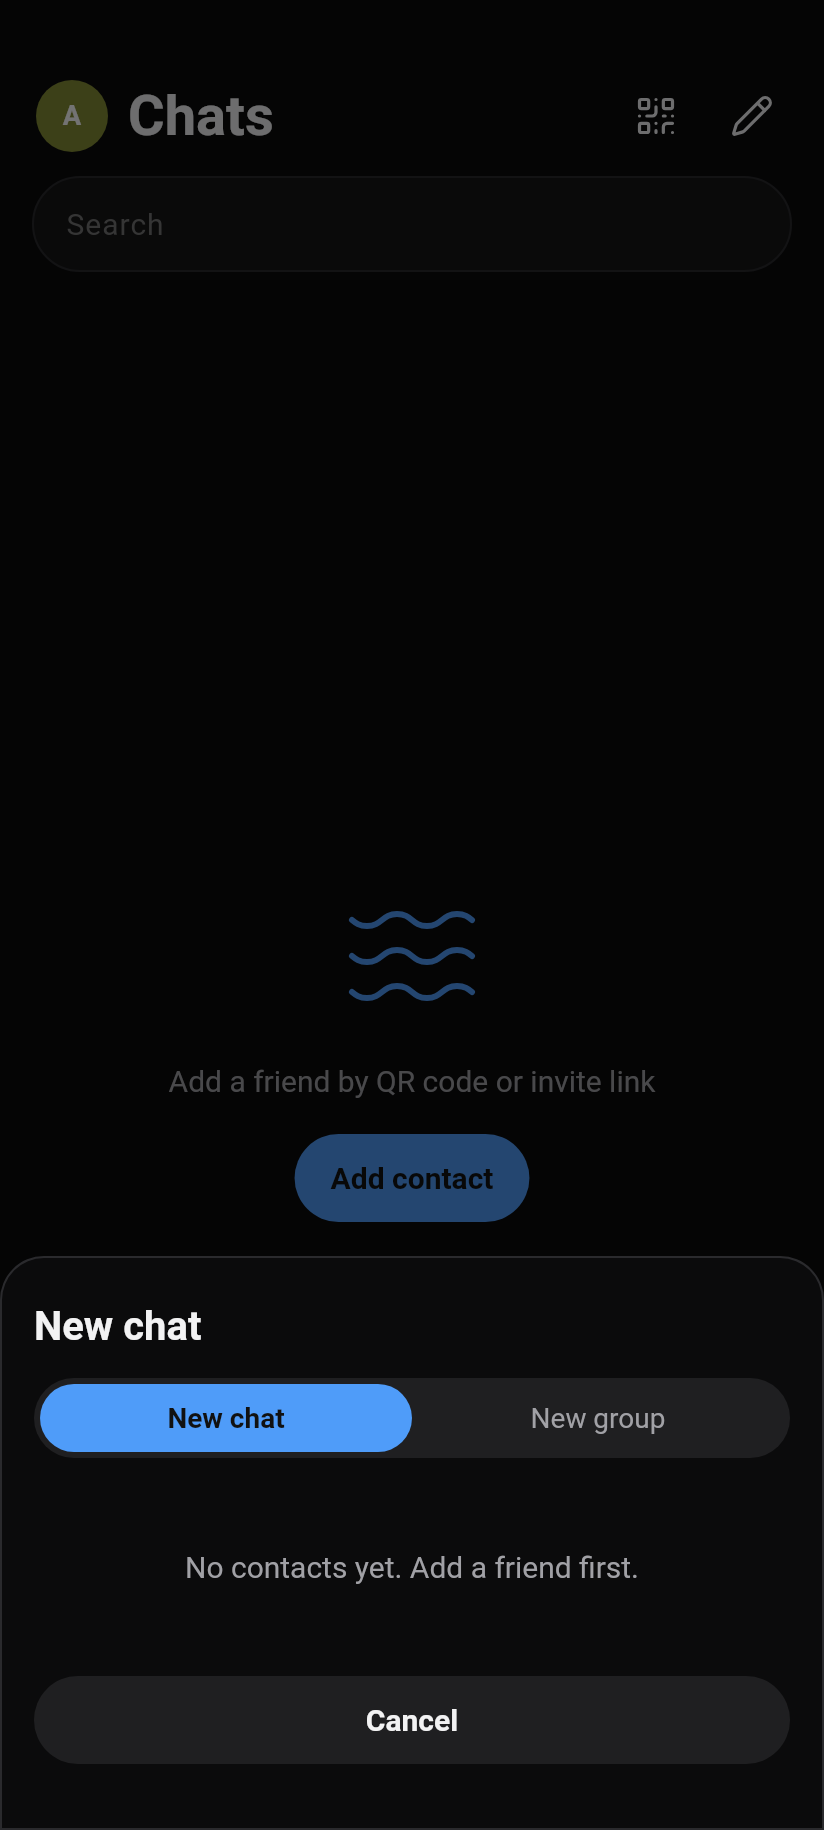 A
Chats
Search
Add a friend by QR code or invite link
Add contact
New chat
New chat
New group
No contacts yet. Add a friend first.
Cancel